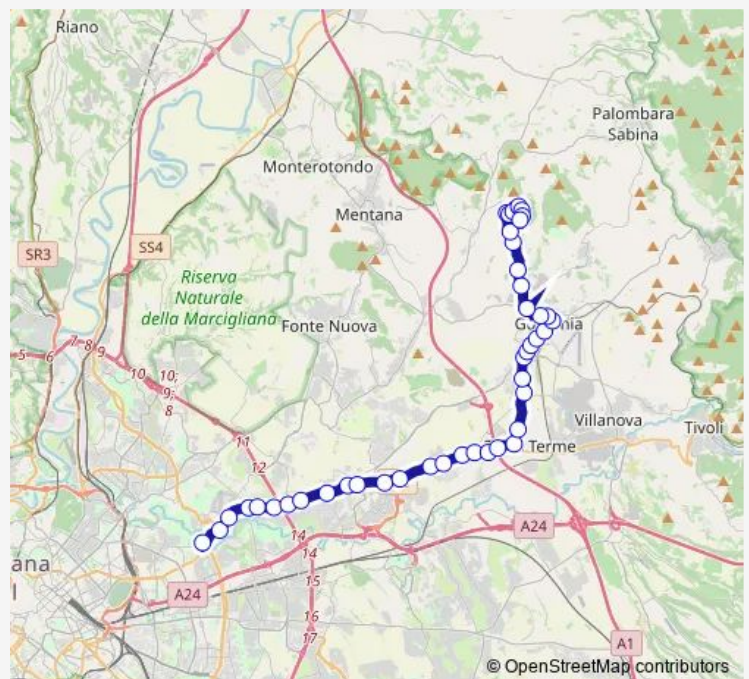 Riano
Palombara
Sabina
Monterotondo
Mentana
SR3
SS4
Riserva
Naturale
della Marcigliana
Fonte Nuova
5
6
7
8
9
10
10;
9;
8
11
12
Villanova
Tivoli
Terme
14
A24
14
A24
15
16
17
A1
© OpenStreetMap contributors